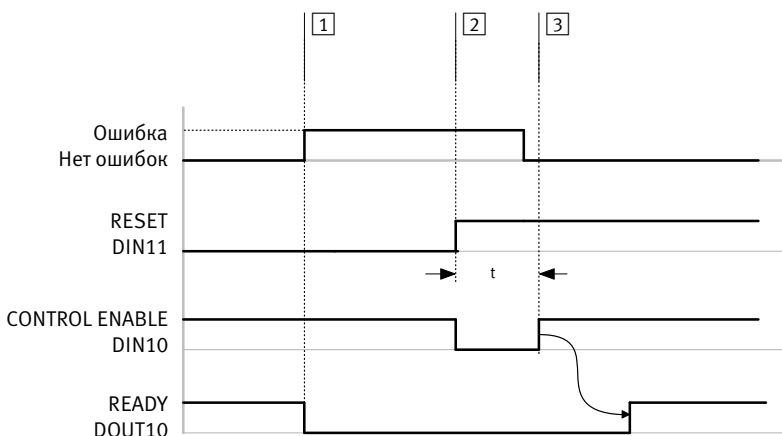 1
2
3
Ошибка
Нет ошибок
RESET
DIN11
t
CONTROL ENABLE
DIN10
READY
DOUT10